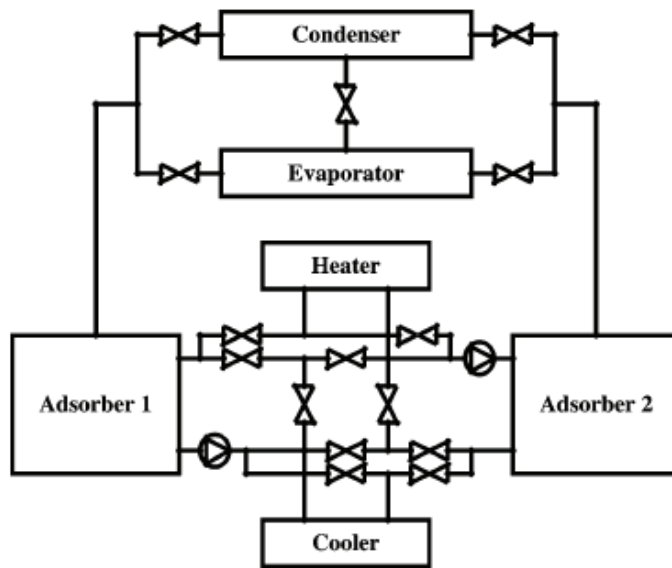 Condenser
Evaporator
Heater
Adsorber 1
Adsorber 2
Cooler